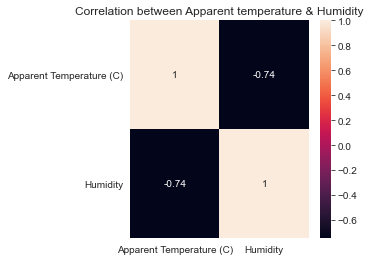 Correlation between Apparent temperature & Humidity
Apparent Temperature (C)
Humidity
1
-0.74
-0.74
1
Apparent Temperature (C)
Humidity
1.0
0.8
0.6
0.4
0.2
0.0
-0.2
-0.4
-0.6